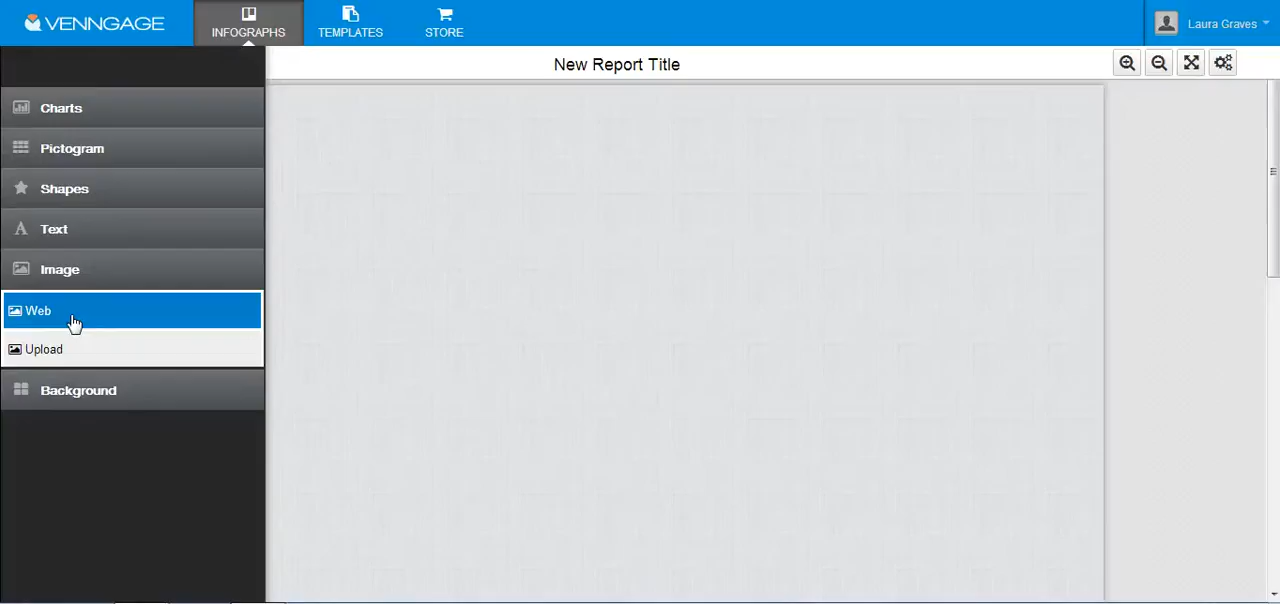 VENNGAGE
INFOGRAPHS
TEMPLATES
STORE
Laura Graves
New Report Title
Charts
Pictogram
Shapes
Text
Image
Web
Upload
Background